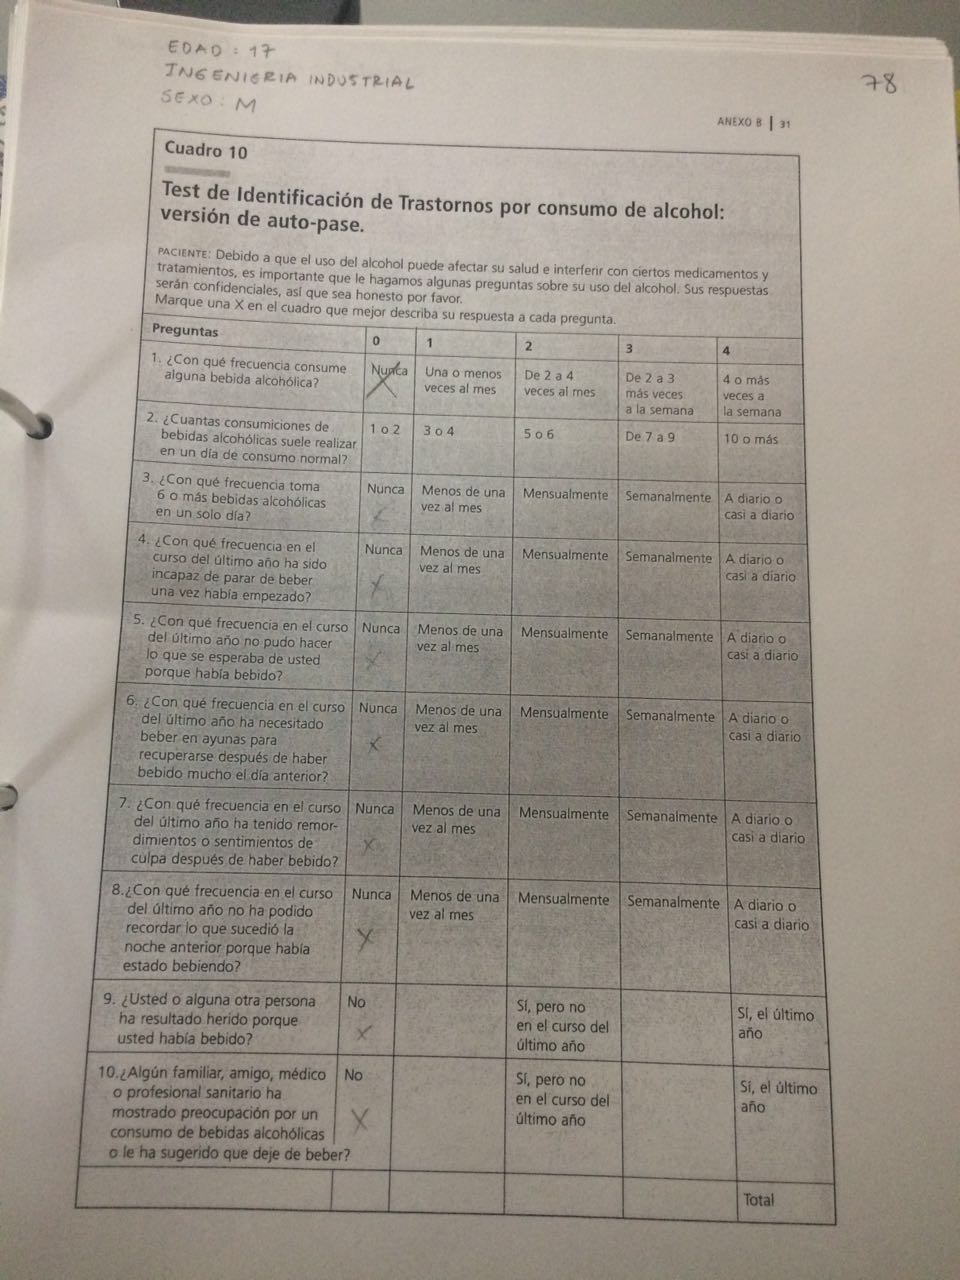 EDAD : 17
INGENIERIA INDUSTRIAL
SEXO : M
78
ANEXO B | 31
Cuadro 10
Test de Identificación de Trastornos por consumo de alcohol:
versión de auto-pase.
PACIENTE: Debido a que el uso del alcohol puede afectar su salud e interferir con ciertos medicamentos y
tratamientos, es importante que le hagamos algunas preguntas sobre su uso del alcohol. Sus respuestas
serán confidenciales, así que sea honesto por favor.
Marque una X en el cuadro que mejor describa su respuesta a cada pregunta.
Preguntas 0 1 2 3 4
1. ¿Con qué frecuencia consume
alguna bebida alcohólica?
Nunca
X
Una o menos
veces al mes
De 2 a 4
veces al mes
De 2 a 3
más veces
a la semana
4 o más
veces a
la semana
2. ¿Cuantas consumiciones de
bebidas alcohólicas suele realizar
en un día de consumo normal?
1 o 2
3 o 4
5 o 6
De 7 a 9
10 o más
3. ¿Con qué frecuencia toma
6 o más bebidas alcohólicas
en un solo día?
Nunca
X
Menos de una
vez al mes
Mensualmente
Semanalmente
A diario o
casi a diario
4. ¿Con qué frecuencia en el
curso del último año ha sido
incapaz de parar de beber
una vez había empezado?
Nunca
X
Menos de una
vez al mes
Mensualmente
Semanalmente
A diario o
casi a diario
5. ¿Con qué frecuencia en el curso
del último año no pudo hacer
lo que se esperaba de usted
porque había bebido?
Nunca
X
Menos de una
vez al mes
Mensualmente
Semanalmente
A diario o
casi a diario
6. ¿Con qué frecuencia en el curso
del último año ha necesitado
beber en ayunas para
recuperarse después de haber
bebido mucho el día anterior?
Nunca
X
Menos de una
vez al mes
Mensualmente
Semanalmente
A diario o
casi a diario
7. ¿Con qué frecuencia en el curso
del último año ha tenido remor-
dimientos o sentimientos de
culpa después de haber bebido?
Nunca
X
Menos de una
vez al mes
Mensualmente
Semanalmente
A diario o
casi a diario
8.¿Con qué frecuencia en el curso
del último año no ha podido
recordar lo que sucedió la
noche anterior porque había
estado bebiendo?
Nunca
X
Menos de una
vez al mes
Mensualmente
Semanalmente
A diario o
casi a diario
9. ¿Usted o alguna otra persona
ha resultado herido porque
usted había bebido?
No
X
Sí, pero no
en el curso del
último año
Sí, el último
año
10.¿Algún familiar, amigo, médico
o profesional sanitario ha
mostrado preocupación por un
consumo de bebidas alcohólicas
o le ha sugerido que deje de beber?
No
X
Sí, pero no
en el curso del
último año
Sí, el último
año
Total